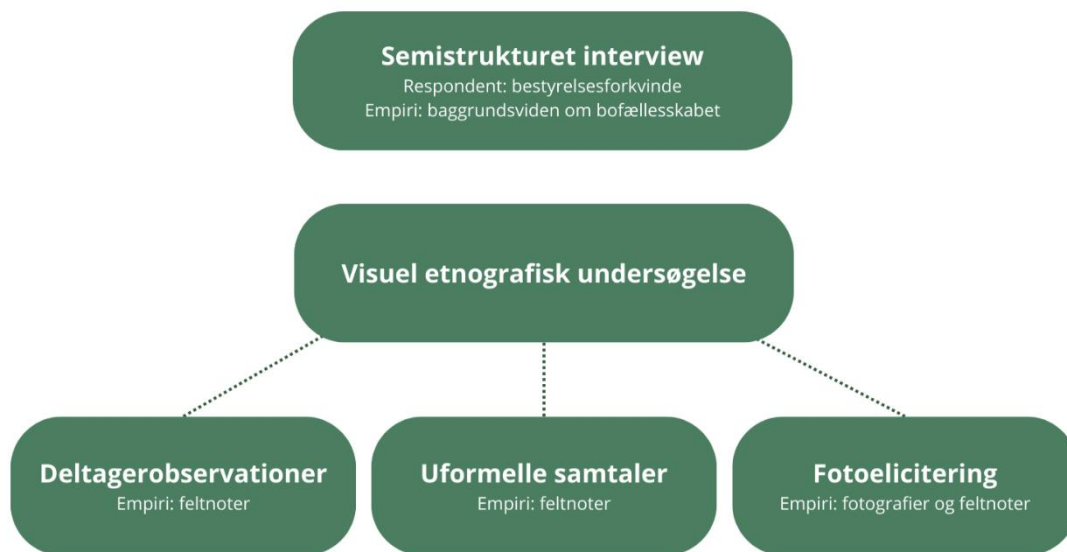 Semistrukturet interview
Respondent: bestyrelsesforkvinde
Empiri: baggrundsviden om bofællesskabet
Visuel etnografisk undersøgelse
Deltagerobservationer
Empiri: feltnoter
Uformelle samtaler
Empiri: feltnoter
Fotoelicitering
Empiri: fotografier og feltnoter